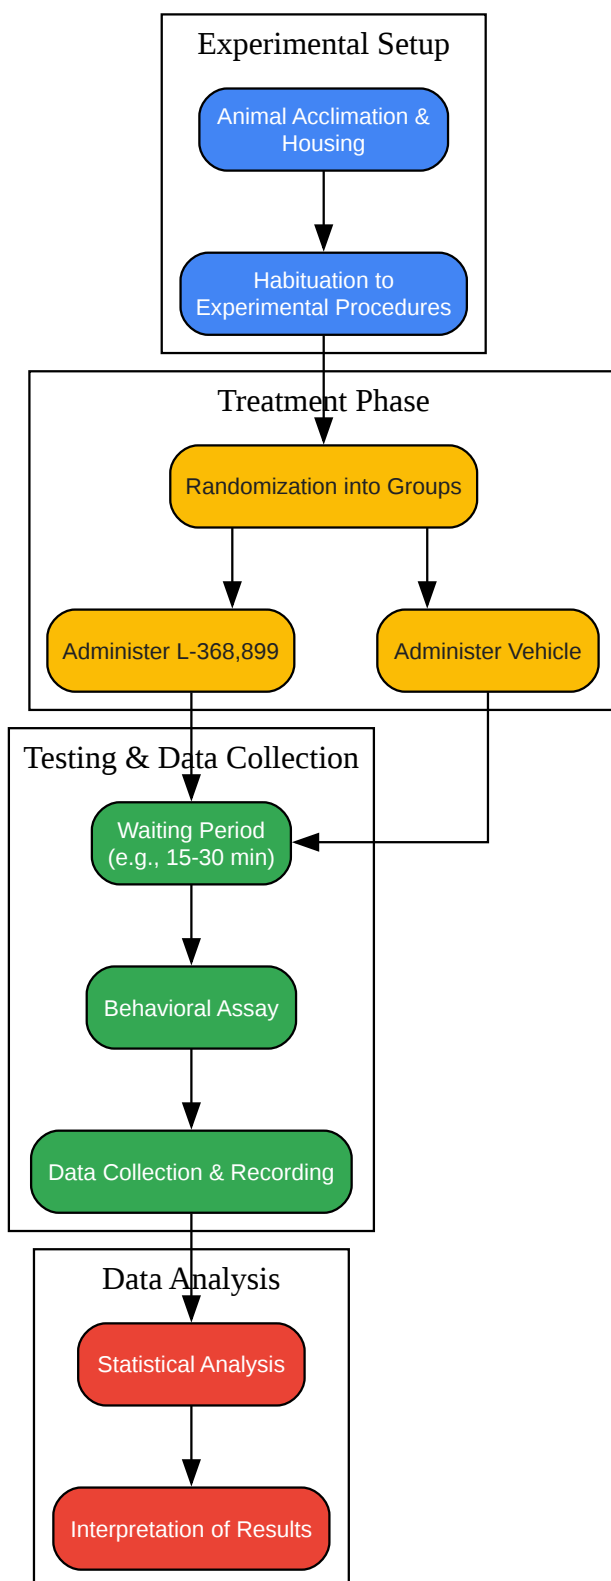 Experimental Setup
Animal Acclimation &
Housing
Habituation to
Experimental Procedures
Treatment Phase
Randomization into Groups
Administer L-368,899
Administer Vehicle
Testing & Data Collection
Waiting Period
(e.g., 15-30 min)
Behavioral Assay
Data Collection & Recording
Data Analysis
Statistical Analysis
Interpretation of Results